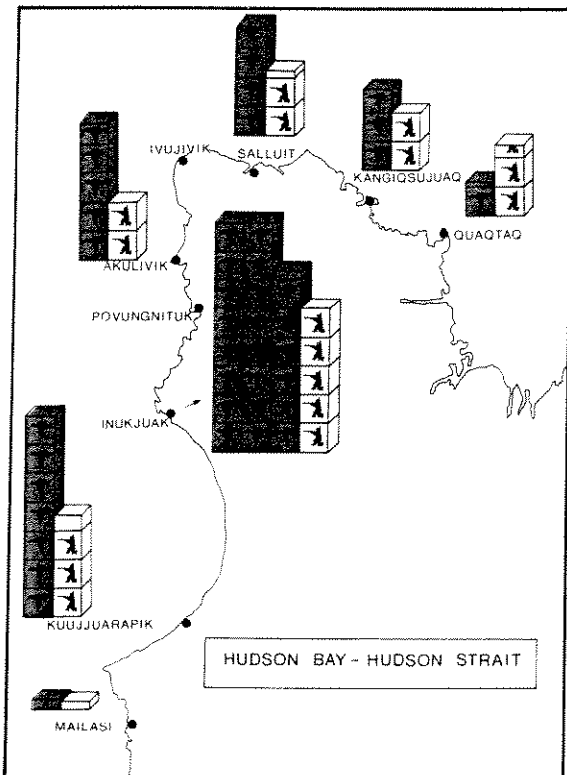 IVUJIVIK
SALLUIT
KANGIQSUJUAQ
QUAQTAQ
AKULIVIK
POVUNGNITUK
INUKJUAK
KUUJJUARAPIK
HUDSON BAY - HUDSON STRAIT
MAILASI